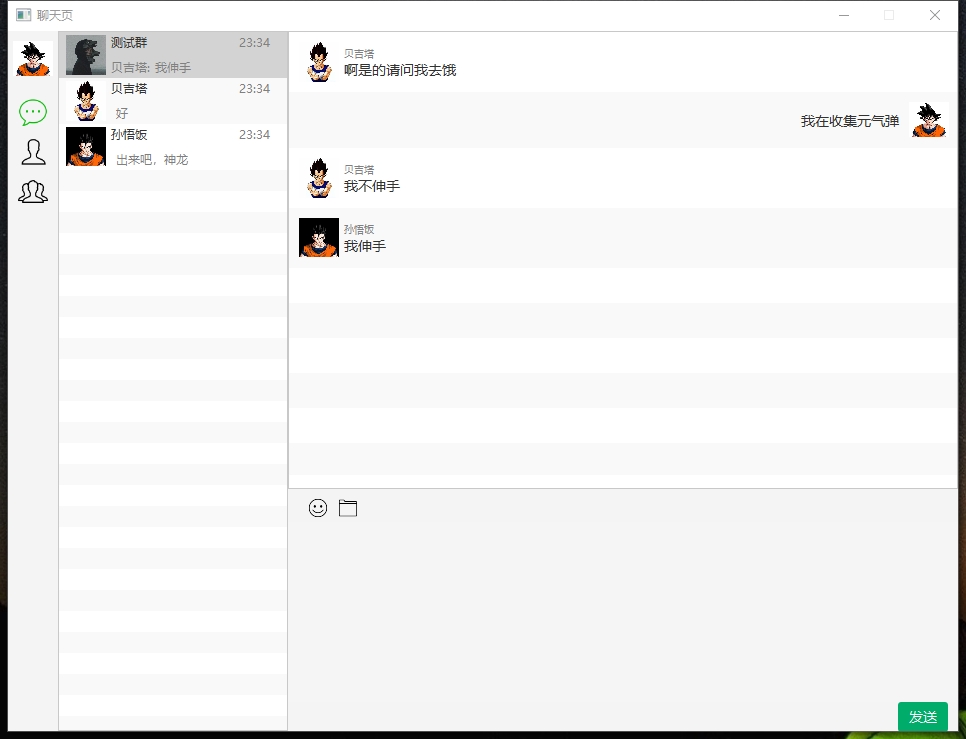 聊天页
测试群 23:34
贝吉塔: 我伸手
贝吉塔 23:34
好
孙悟饭 23:34
出来吧，神龙
贝吉塔
啊是的请问我去饿
我在收集元气弹
贝吉塔
我不伸手
孙悟饭
我伸手
发送